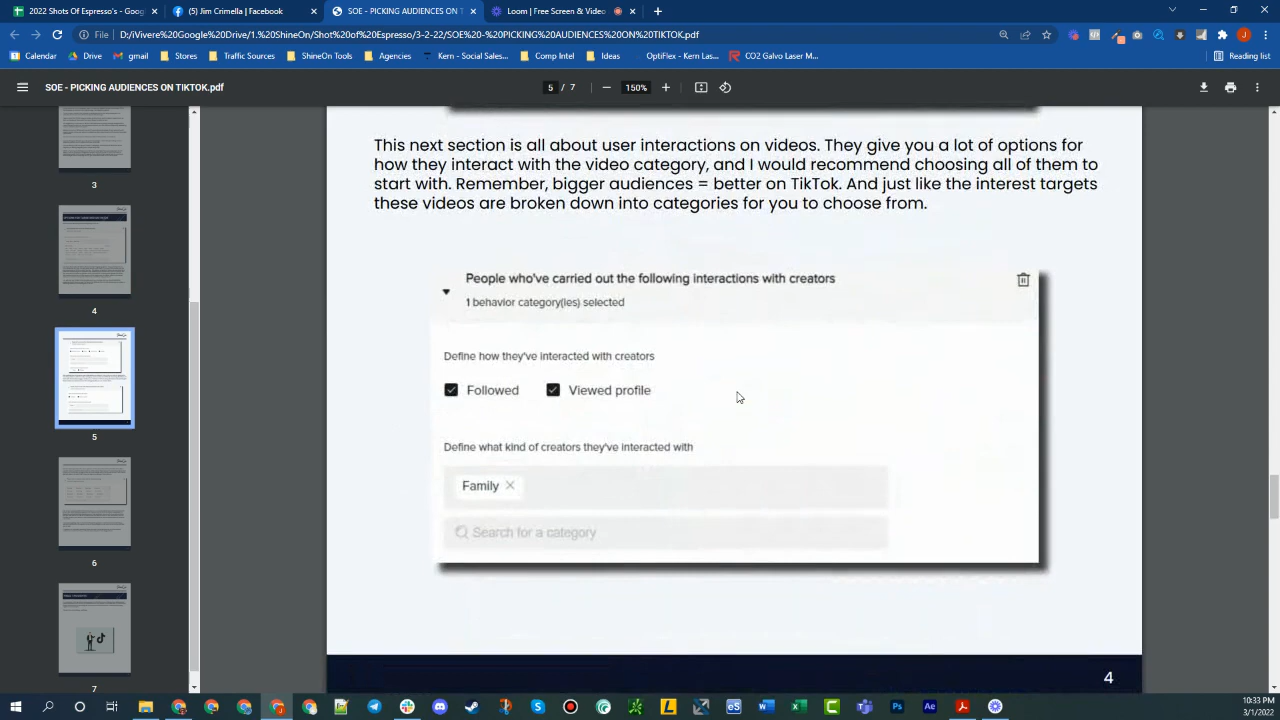 2022 Shots Of Espresso's - Goog
(5) Jim Crimella | Facebook
SOE - PICKING AUDIENCES ON T
Loom | Free Screen & Video
File
D:/iVivere%20Google%20Drive/1.%20ShineOn/Shot%20of%20Espresso/3-2-22/SOE%20-%20PICKING%20AUDIENCES%20ON%20TIKTOK.pdf
Calendar
Drive
gmail
Stores
Traffic Sources
ShineOn Tools
Agencies
Kern - Social Sales...
Comp Intel
Ideas
OptiFlex - Kern Las...
CO2 Galvo Laser M...
Reading list
SOE - PICKING AUDIENCES ON TIKTOK.pdf
5 / 7
150%
3
4
5
6
7
This next section is all about user interactions on videos. They give you a lot of options for
how they interact with the video category, and I would recommend choosing all of them to
start with. Remember, bigger audiences = better on TikTok. And just like the interest targets
these videos are broken down into categories for you to choose from.
People who've carried out the following interactions with creators
1 behavior category(ies) selected
Define how they've interacted with creators
Followed
Viewed profile
Define what kind of creators they've interacted with
Family
Search for a category
4
10:33 PM
3/1/2022